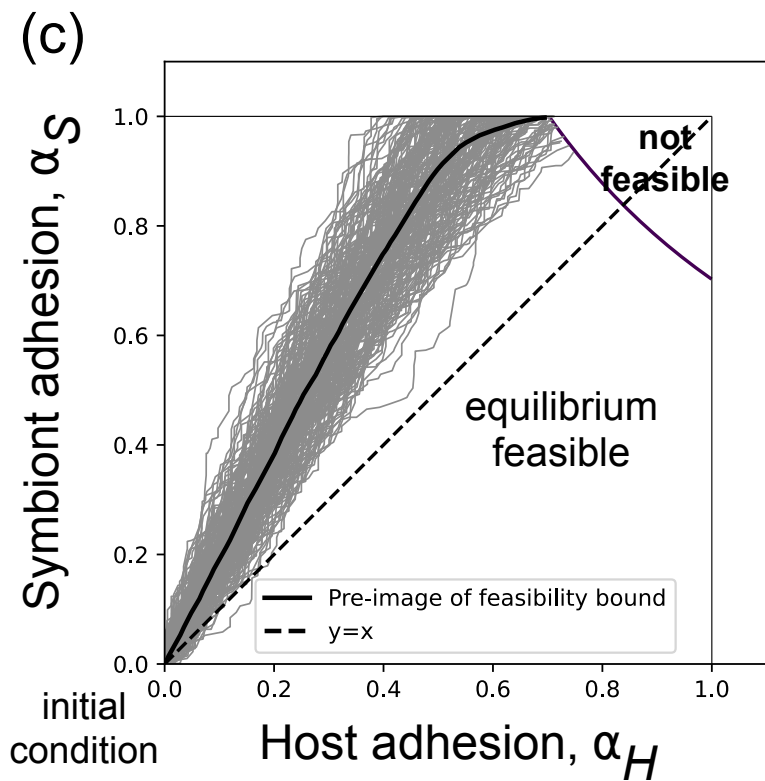 (c)
Symbiont adhesion, α_S
1.0
0.8
0.6
0.4
0.2
0.0
not
feasible
equilibrium
feasible
Pre-image of feasibility bound
y=x
0.0 0.2 0.4 0.6 0.8 1.0
initial
condition
Host adhesion, α_H